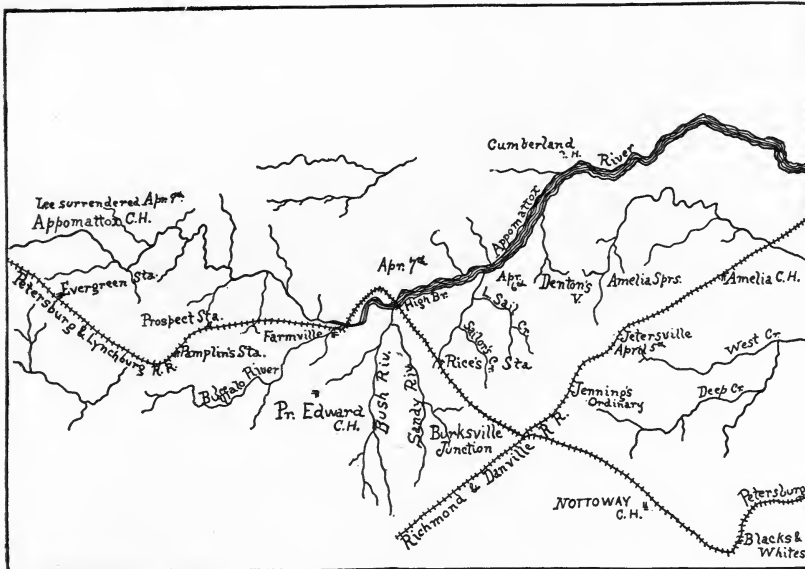 Cumberland
C.H.
River
Appomattox
Lee surrendered Apr. 9th
Appomattox C.H.
Evergreen Sta.
Petersburg & Lynchburg R.R.
Prospect Sta.
Pamplin's Sta.
Farmville
Buffalo River
Apr. 7th
High Br.
Apr.
6th
Sail
Cr.
Sailor's Cr.
Rice's Sta
Denton's
V.
Amelia Sprs.
Amelia C.H.
Jetersville
April 5th
West Cr.
Jenning's
Ordinary
Deep Cr.
Pr. Edward
C.H.
Bush Riv.
Sandy Riv.
Burksville
Junction
Richmond & Danville R.R.
NOTTOWAY
C.H.
Petersburg
Blacks &
Whites